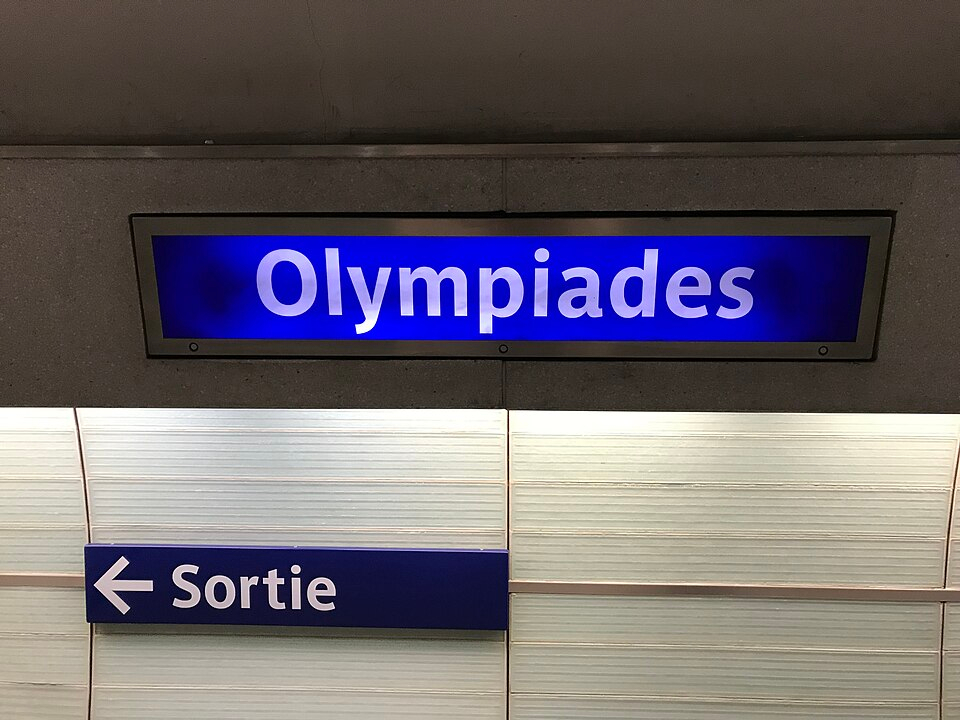 Olympiades
← Sortie